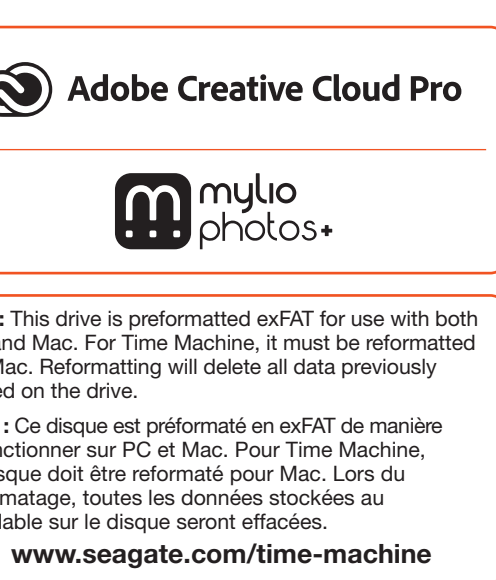 Adobe Creative Cloud Pro
mylio
photos+
: This drive is preformatted exFAT for use with both
and Mac. For Time Machine, it must be reformatted
Mac. Reformatting will delete all data previously
ed on the drive.
: Ce disque est préformaté en exFAT de manière
nctionner sur PC et Mac. Pour Time Machine,
sque doit être reformaté pour Mac. Lors du
matage, toutes les données stockées au
lable sur le disque seront effacées.
www.seagate.com/time-machine